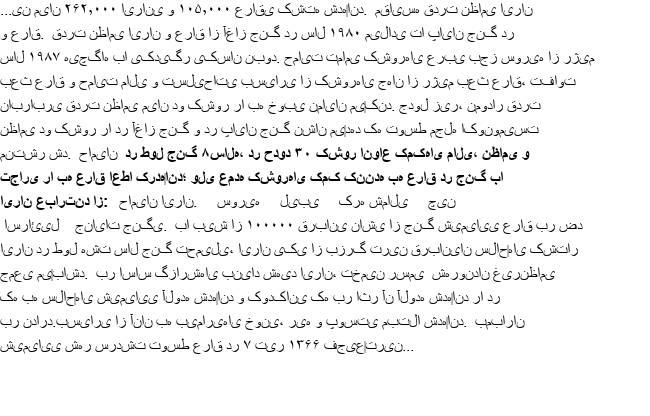 ...ین میان ۲۶۲,۰۰۰ ایرانی و ۱۰۵,۰۰۰ عراقی کشته شده‌اند. مقایسه قدرت نظامی ایران
و عراق. قدرت نظامی ایران و عراق از آغاز جنگ در سال ۱۹۸۰ میلادی تا پایان جنگ در
سال ۱۹۸۷ هیچگاه با یکدیگر یکسان نبود. حمایت تمامی کشورهای عربی بجز سوریه از رژیم
بعث عراق و حمایت مالی و تسلیحاتی بسیاری از کشورهای جهان از رژیم بعث عراق، تفاوت
نابرابری قدرت نظامی میان دو کشور را به خوبی نمایان می‌کند. جدول زیر، نمودار قدرت
نظامی دو کشور را در آغاز جنگ و در پایان جنگ نشان می‌دهد که توسط مجله اکونومیست
منتشر شد. حامیان در طول جنگ ۸ساله، در حدود ۳۰ کشور انواع کمک‌های مالی، نظامی و
تجاری را به عراق اعطا کرده‌اند؛ ولی عمده کشورهای کمک کننده به عراق در جنگ با
ایران عبارتند از: حامیان ایران. سوریه لیبی کره شمالی چین
اسرائیل جنایات جنگی. با بیش از ۱۰۰۰۰۰ قربانی ناشی از جنگ شیمیایی عراق بر ضد
ایران در طول هشت سال جنگ تحمیلی، ایران یکی از بزرگ ترین قربانیان سلاح‌های کشتار
جمعی می‌باشد. بر اساس گزارش‌های بنیاد شهید ایران، تخمین رسمی شهروندان غیرنظامی
که به سلاح‌های شیمیایی آلوده شده‌اند و کودکانی که بر اثر آن آلوده شده‌اند را در
بر ندارد.بسیاری از آنان به بیماری‌های خونی، ریه و پوستی مبتلا شده‌اند. بمباران
شیمیایی شهر سردشت توسط عراق در ۷ تیر ۱۳۶۶ فجیع‌ترین...